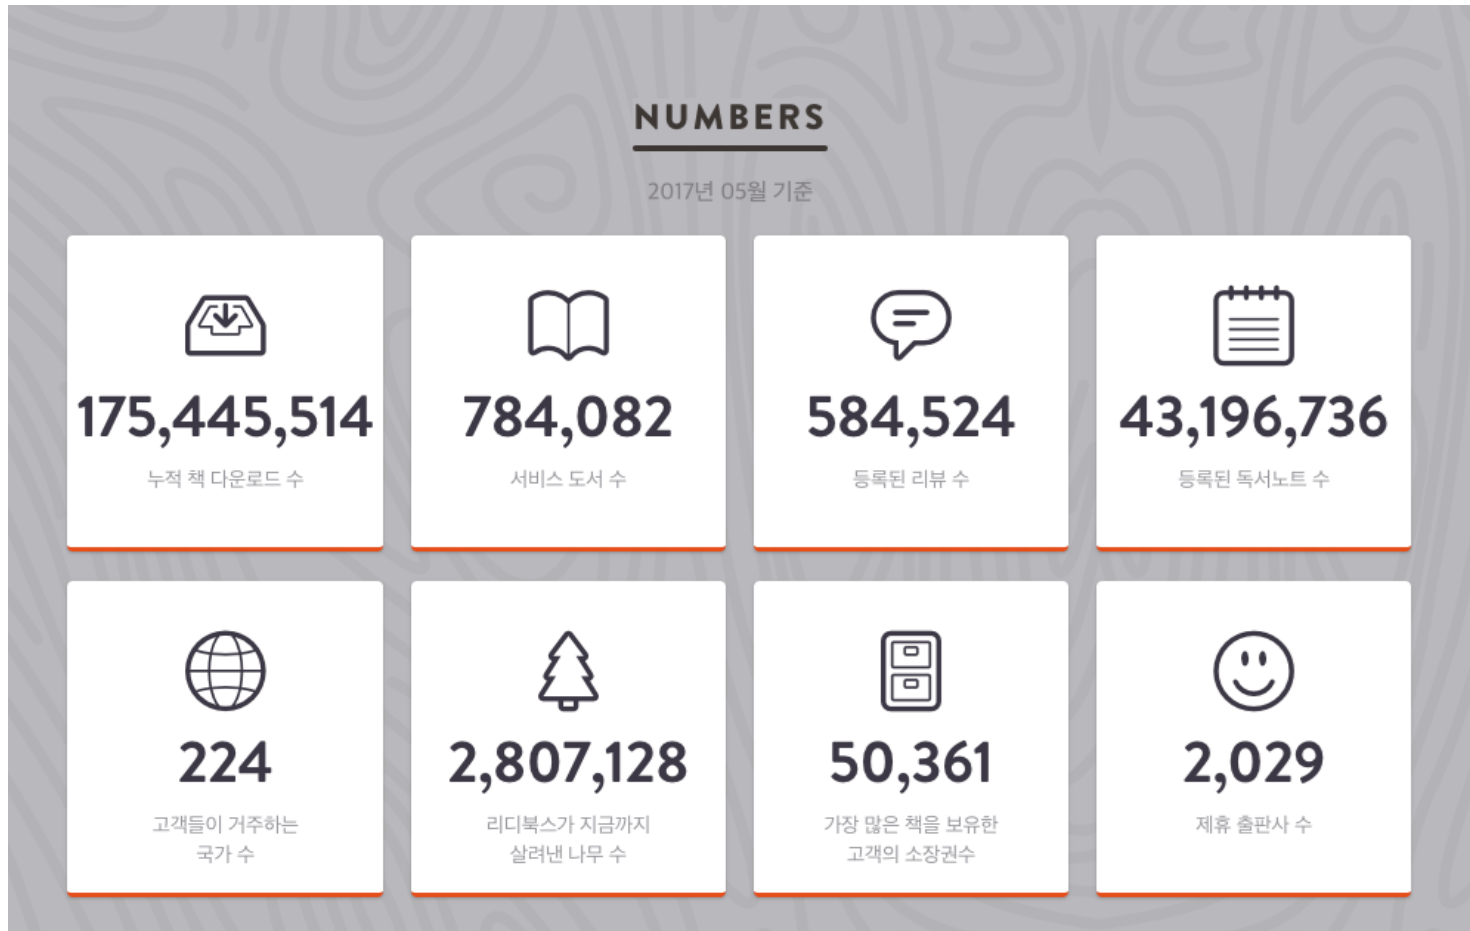 NUMBERS
2017년 05월 기준
175,445,514
누적 책 다운로드 수
784,082
서비스 도서 수
584,524
등록된 리뷰 수
43,196,736
등록된 독서노트 수
224
고객들이 거주하는
국가 수
2,807,128
리디북스가 지금까지
살려낸 나무 수
50,361
가장 많은 책을 보유한
고객의 소장권수
2,029
제휴 출판사 수